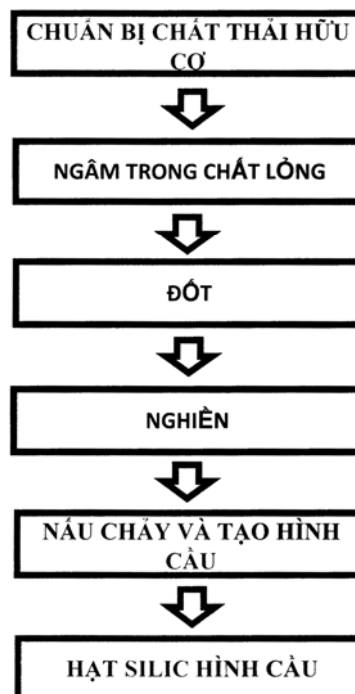 CHUẨN BỊ CHẤT THẢI HỮU
CƠ
NGÂM TRONG CHẤT LỎNG
ĐỐT
NGHIỀN
NẤU CHẢY VÀ TẠO HÌNH
CẦU
HẠT SILIC HÌNH CẦU